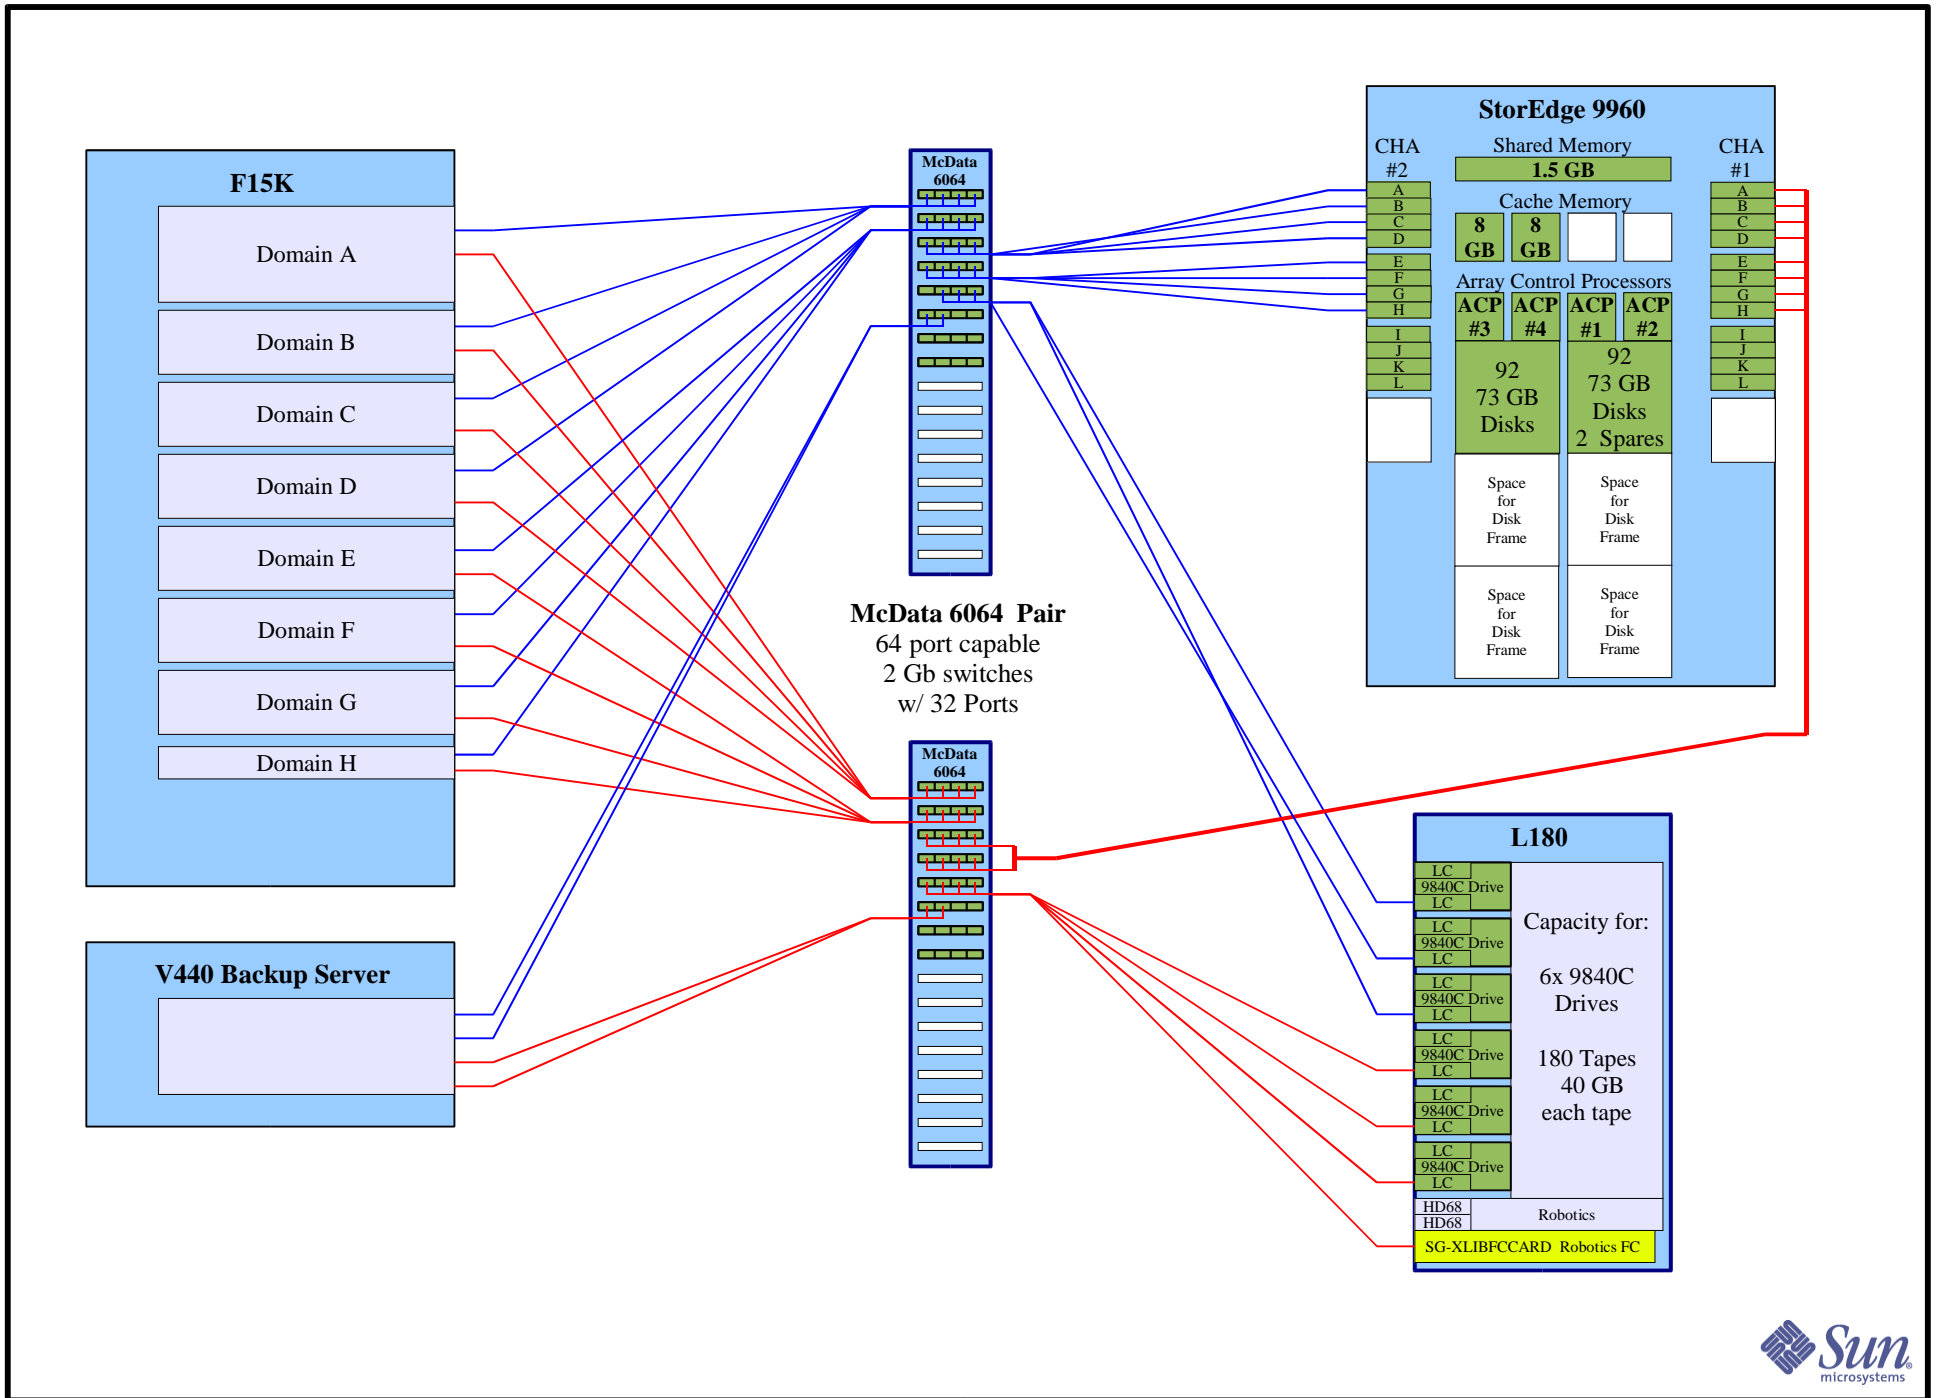 F15K
Domain A
Domain B
Domain C
Domain D
Domain E
Domain F
Domain G
Domain H
V440 Backup Server
McData
6064
McData 6064 Pair
64 port capable
2 Gb switches
w/ 32 Ports
McData
6064
StorEdge 9960
CHA
#2
A
B
C
D
E
F
G
H
I
J
K
L
Shared Memory
1.5 GB
Cache Memory
8
GB
8
GB
Array Control Processors
ACP
#3
ACP
#4
ACP
#1
ACP
#2
92
73 GB
Disks
92
73 GB
Disks
2 Spares
Space
for
Disk
Frame
Space
for
Disk
Frame
Space
for
Disk
Frame
Space
for
Disk
Frame
CHA
#1
A
B
C
D
E
F
G
H
I
J
K
L
L180
LC
9840C Drive
LC
LC
9840C Drive
LC
LC
9840C Drive
LC
LC
9840C Drive
LC
LC
9840C Drive
LC
LC
9840C Drive
LC
Capacity for:
6x 9840C
Drives
180 Tapes
40 GB
each tape
HD68
HD68
Robotics
SG-XLIBFCCARD Robotics FC
Sun
microsystems